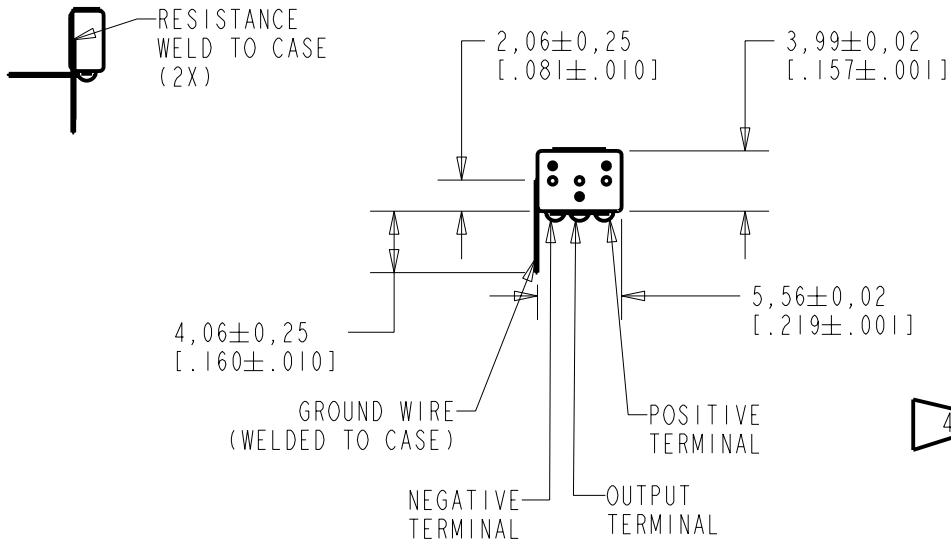 RESISTANCE
WELD TO CASE
(2X)
2,06±0,25
[.081±.010]
3,99±0,02
[.157±.001]
5,56±0,02
[.219±.001]
4,06±0,25
[.160±.010]
GROUND WIRE
(WELDED TO CASE)
POSITIVE
TERMINAL
4
NEGATIVE
TERMINAL
OUTPUT
TERMINAL